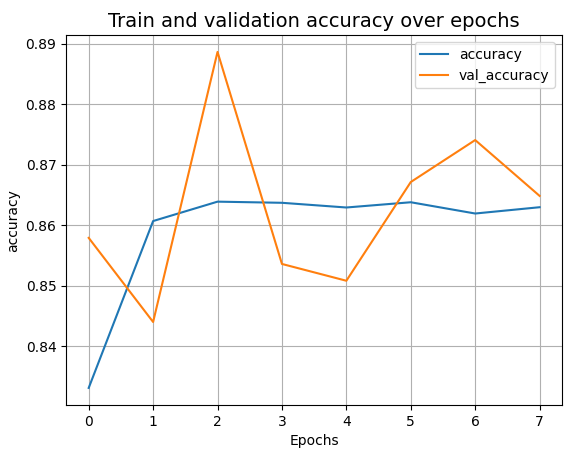 Train and validation accuracy over epochs
accuracy
val_accuracy
0.89
0.88
0.87
0.86
0.85
0.84
accuracy
0 1 2 3 4 5 6 7
Epochs